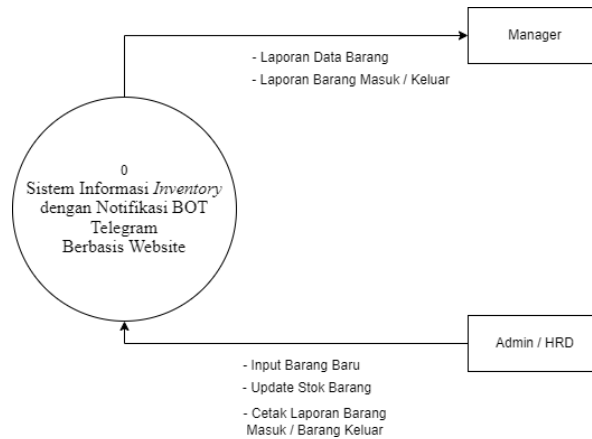 Manager
- Laporan Data Barang
- Laporan Barang Masuk / Keluar
0
Sistem Informasi Inventory
dengan Notifikasi BOT
Telegram
Berbasis Website
Admin / HRD
- Input Barang Baru
- Update Stok Barang
- Cetak Laporan Barang
Masuk / Barang Keluar